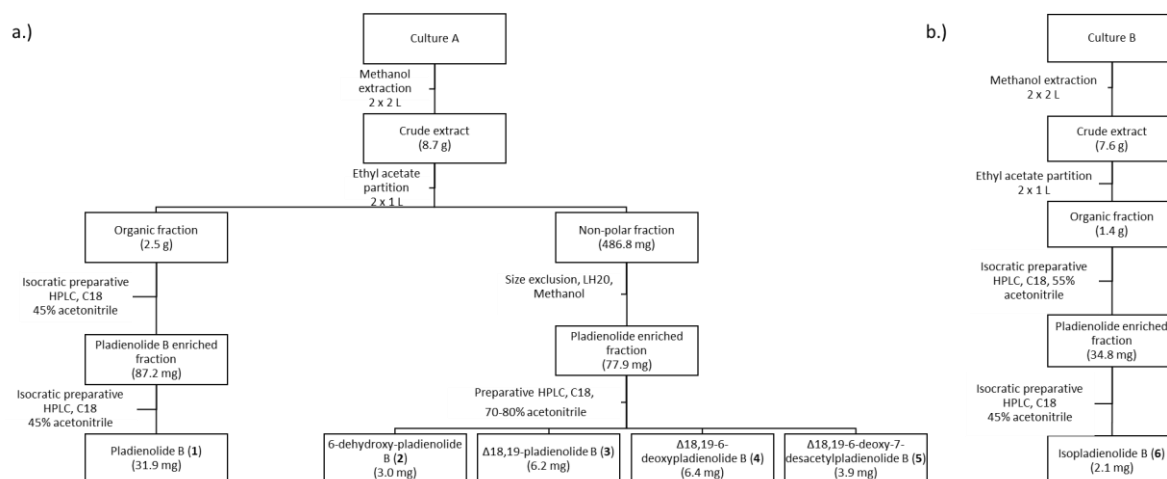 a.)
Culture A
Methanol
extraction
2 x 2 L
Crude extract
(8.7 g)
Ethyl acetate
partition
2 x 1 L
Organic fraction
(2.5 g)
Isocratic preparative
HPLC, C18
45% acetonitrile
Pladienolide B enriched
fraction
(87.2 mg)
Isocratic preparative
HPLC, C18
45% acetonitrile
Pladienolide B (1)
(31.9 mg)
Non-polar fraction
(486.8 mg)
Size exclusion, LH20,
Methanol
Pladienolide enriched
fraction
(77.9 mg)
Preparative HPLC, C18,
70-80% acetonitrile
6-dehydroxy-pladienolide
B (2)
(3.0 mg)
Δ18,19-pladienolide B (3)
(6.2 mg)
Δ18,19-6-
deoxypladienolide B (4)
(6.4 mg)
Δ18,19-6-deoxy-7-
desacetylpladienolide B (5)
(3.9 mg)
b.)
Culture B
Methanol extraction
2 x 2 L
Crude extract
(7.6 g)
Ethyl acetate partition
2 x 1 L
Organic fraction
(1.4 g)
Isocratic preparative
HPLC, C18, 55%
acetonitrile
Pladienolide enriched
fraction
(34.8 mg)
Isocratic preparative
HPLC, C18
45% acetonitrile
Isopladienolide B (6)
(2.1 mg)